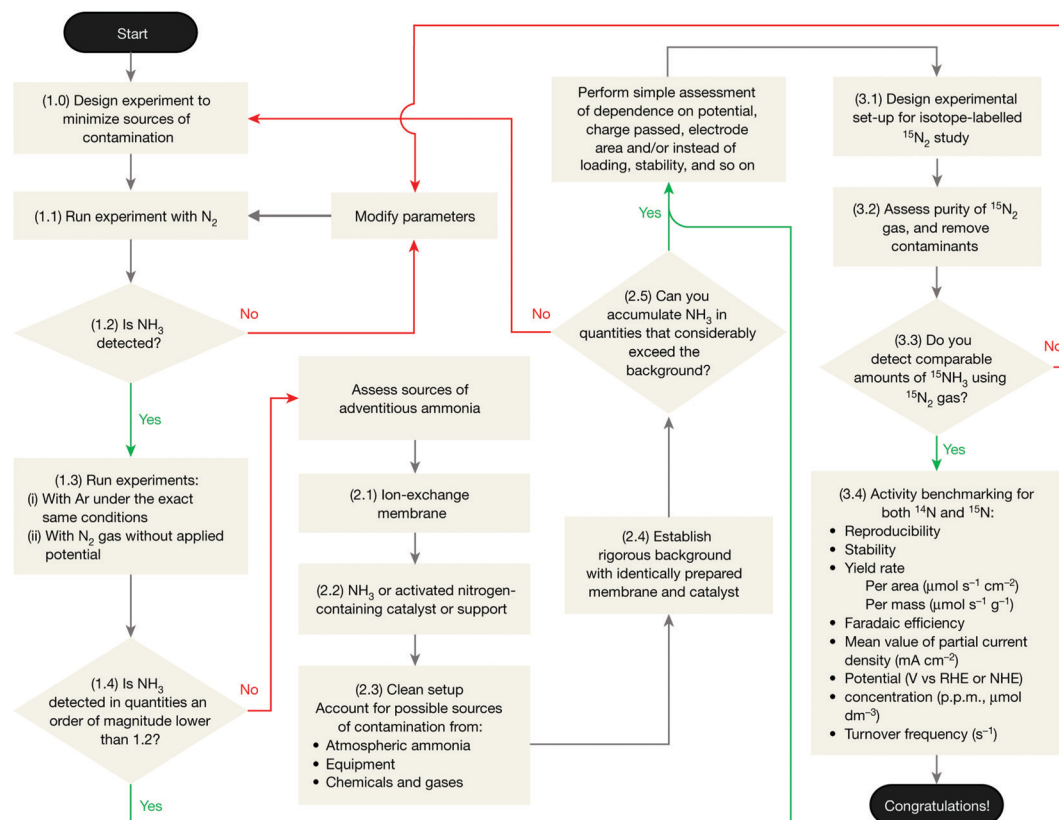 Start
(1.0) Design experiment to
minimize sources of
contamination
(1.1) Run experiment with N₂
Modify parameters
(1.2) Is NH₃
detected?
No
Yes
(1.3) Run experiments:
(i) With Ar under the exact
same conditions
(ii) With N₂ gas without applied
potential
(1.4) Is NH₃
detected in quantities an
order of magnitude lower
than 1.2?
No
Yes
Assess sources of
adventitious ammonia
(2.1) Ion-exchange
membrane
(2.2) NH₃ or activated nitrogen-
containing catalyst or support
(2.3) Clean setup
Account for possible sources
of contamination from:
• Atmospheric ammonia
• Equipment
• Chemicals and gases
(2.4) Establish
rigorous background
with identically prepared
membrane and catalyst
(2.5) Can you
accumulate NH₃ in
quantities that considerably
exceed the
background?
No
Yes
Perform simple assessment
of dependence on potential,
charge passed, electrode
area and/or instead of
loading, stability, and so on
(3.1) Design experimental
set-up for isotope-labelled
¹⁵N₂ study
(3.2) Assess purity of ¹⁵N₂
gas, and remove
contaminants
(3.3) Do you
detect comparable
amounts of ¹⁵NH₃ using
¹⁵N₂ gas?
No
Yes
(3.4) Activity benchmarking for
both ¹⁴N and ¹⁵N:
• Reproducibility
• Stability
• Yield rate
Per area (μmol s⁻¹ cm⁻²)
Per mass (μmol s⁻¹ g⁻¹)
• Faradaic efficiency
• Mean value of partial current
density (mA cm⁻²)
• Potential (V vs RHE or NHE)
• concentration (p.p.m., μmol
dm⁻³)
• Turnover frequency (s⁻¹)
Congratulations!